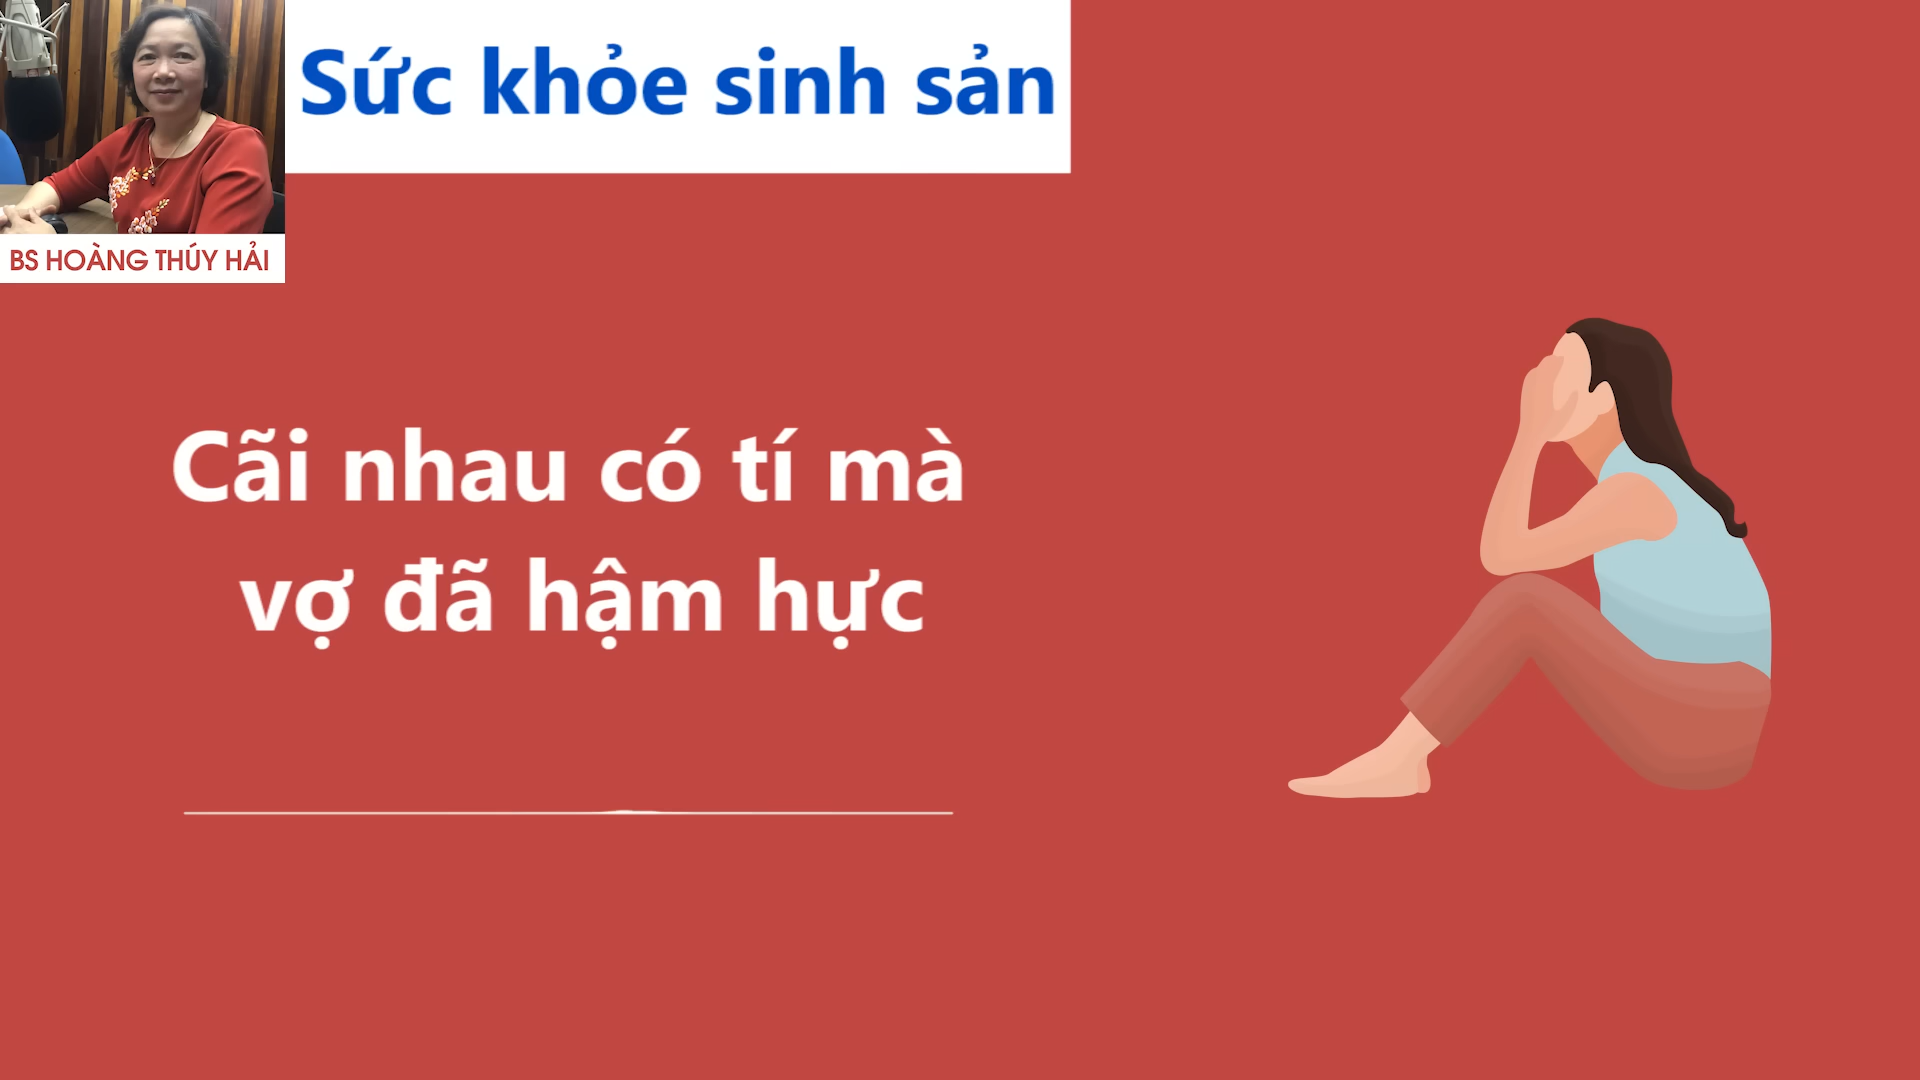 Sức khỏe sinh sản
BS HOÀNG THÚY HẢI
Cãi nhau có tí mà
vợ đã hậm hực